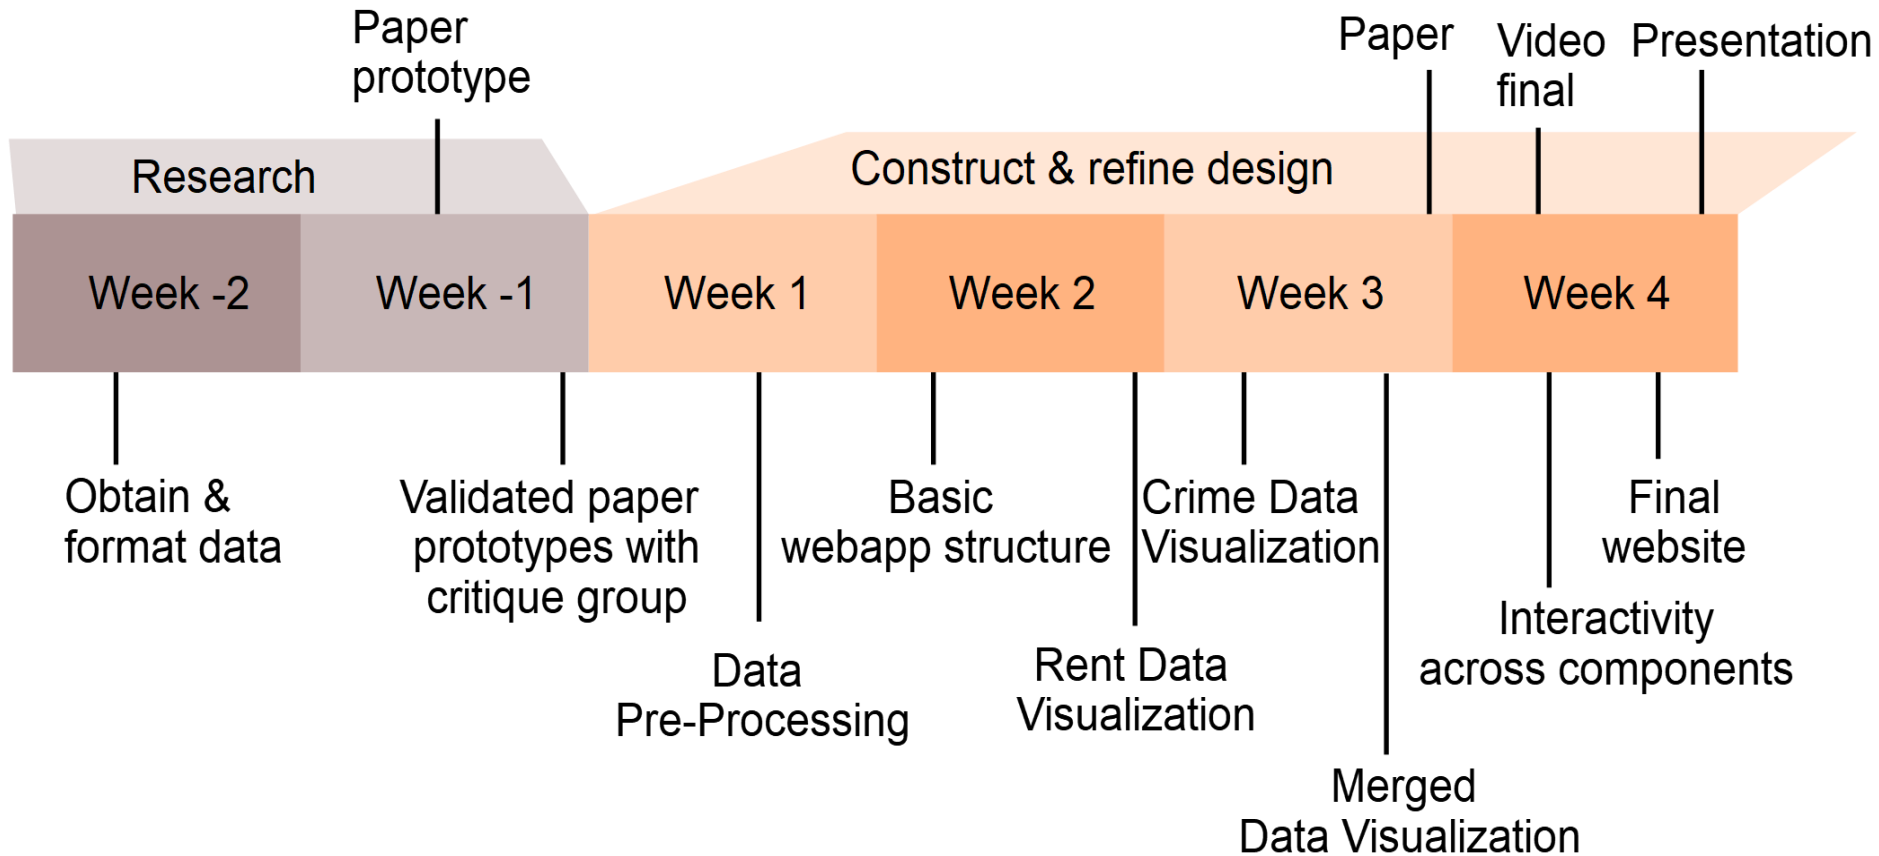 Paper
prototype
Paper
Video
final
Presentation
Research
Construct & refine design
Week -2
Week -1
Week 1
Week 2
Week 3
Week 4
Obtain &
format data
Validated paper
prototypes with
critique group
Data
Pre-Processing
Basic
webapp structure
Rent Data
Visualization
Crime Data
Visualization
Merged
Data Visualization
Interactivity
across components
Final
website